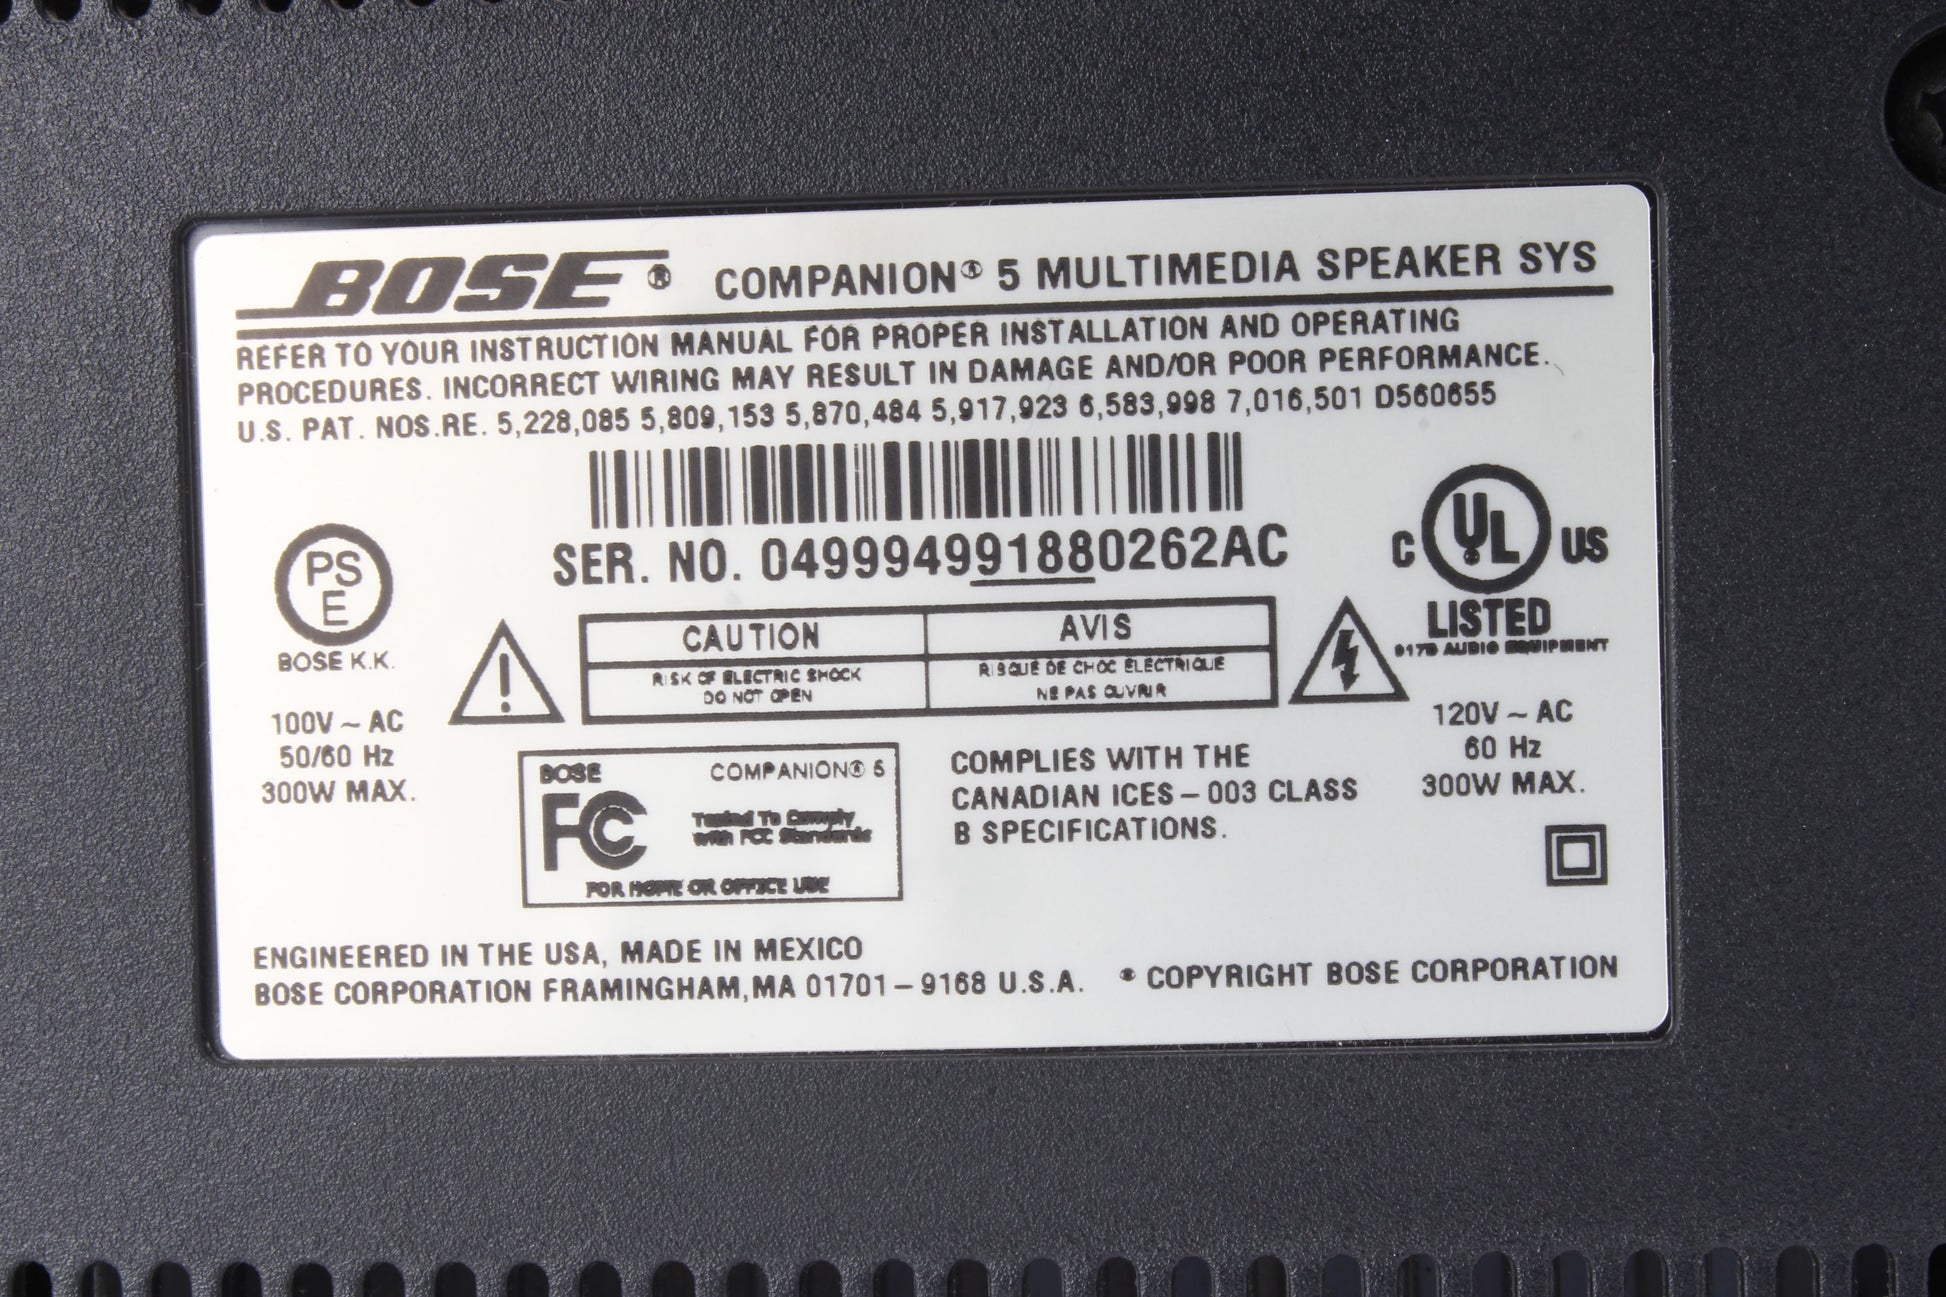 BOSE® COMPANION® 5 MULTIMEDIA SPEAKER SYS
REFER TO YOUR INSTRUCTION MANUAL FOR PROPER INSTALLATION AND OPERATING
PROCEDURES. INCORRECT WIRING MAY RESULT IN DAMAGE AND/OR POOR PERFORMANCE.
U.S. PAT. NOS.RE. 5,228,085 5,809,153 5,870,484 5,917,923 6,583,998 7,016,501 D560655
SER. NO. 049994991880262AC
PS
E
BOSE K.K.
100V ~ AC
50/60 Hz
300W MAX.
CAUTION
RISK OF ELECTRIC SHOCK
DO NOT OPEN
AVIS
RISQUE DE CHOC ELECTRIQUE
NE PAS OUVRIR
C UL US
LISTED
917D AUDIO EQUIPMENT
120V ~ AC
60 Hz
300W MAX.
BOSE COMPANION® 5
FC
Tested To Comply
with FCC Standards
FOR HOME OR OFFICE USE
COMPLIES WITH THE
CANADIAN ICES – 003 CLASS
B SPECIFICATIONS.
ENGINEERED IN THE USA, MADE IN MEXICO
BOSE CORPORATION FRAMINGHAM,MA 01701 – 9168 U.S.A.
COPYRIGHT BOSE CORPORATION